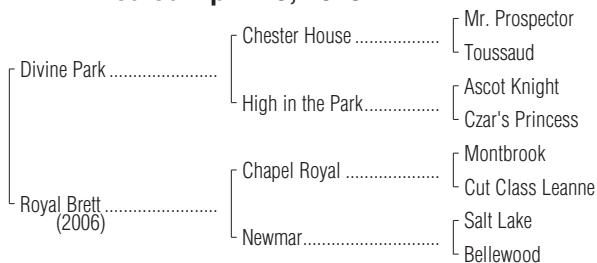 Mr. Prospector
Chester House ...................
Toussaud
Divine Park .........................
Ascot Knight
High in the Park.................
Czar's Princess
Montbrook
Chapel Royal .....................
Cut Class Leanne
Royal Brett .........................
(2006)
Salt Lake
Newmar..............................
Bellewood